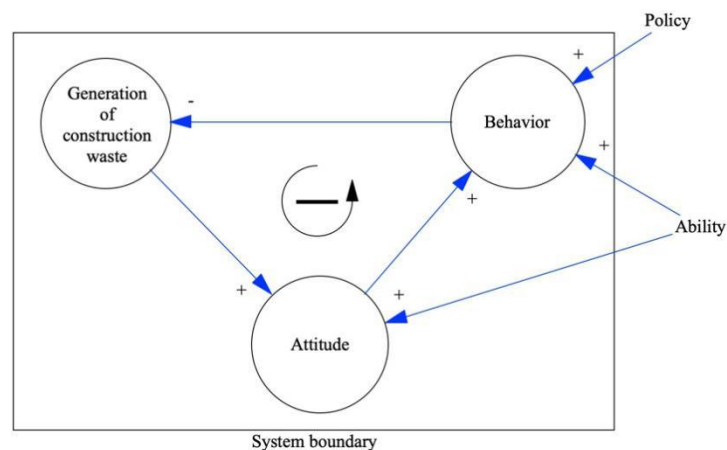 Policy
+
Generation
of
construction
waste
-
Behavior
+
+
Ability
+
+
Attitude
System boundary